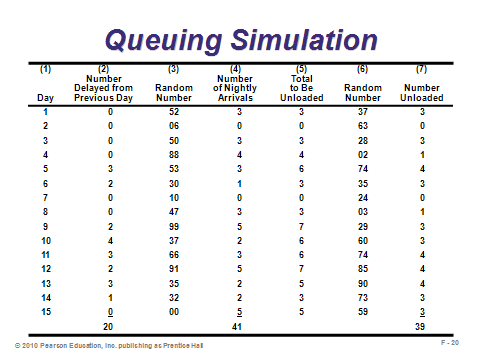 Queuing Simulation
(1) (2) (3) (4) (5) (6) (7)
Number Number Total
Delayed from Random of Nightly to Be Random Number
Day Previous Day Number Arrivals Unloaded Number Unloaded
1 0 52 3 3 37 3
2 0 06 0 0 63 0
3 0 50 3 3 28 3
4 0 88 4 4 02 1
5 3 53 3 6 74 4
6 2 30 1 3 35 3
7 0 10 0 0 24 0
8 0 47 3 3 03 1
9 2 99 5 7 29 3
10 4 37 2 6 60 3
11 3 66 3 6 74 4
12 2 91 5 7 85 4
13 3 35 2 5 90 4
14 1 32 2 3 73 3
15 0 00 5 5 59 3
20 41 39
© 2010 Pearson Education, Inc. publishing as Prentice Hall
F - 20